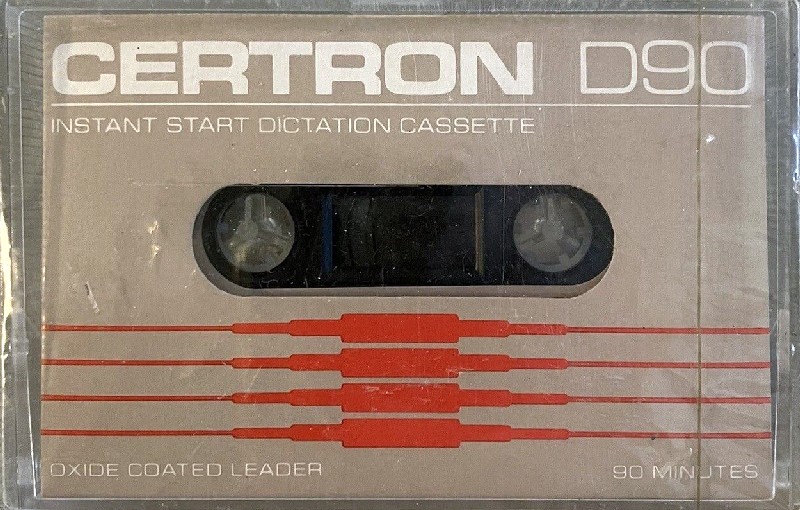 CERTRON D90
INSTANT START DICTATION CASSETTE
OXIDE COATED LEADER
90 MINUTES